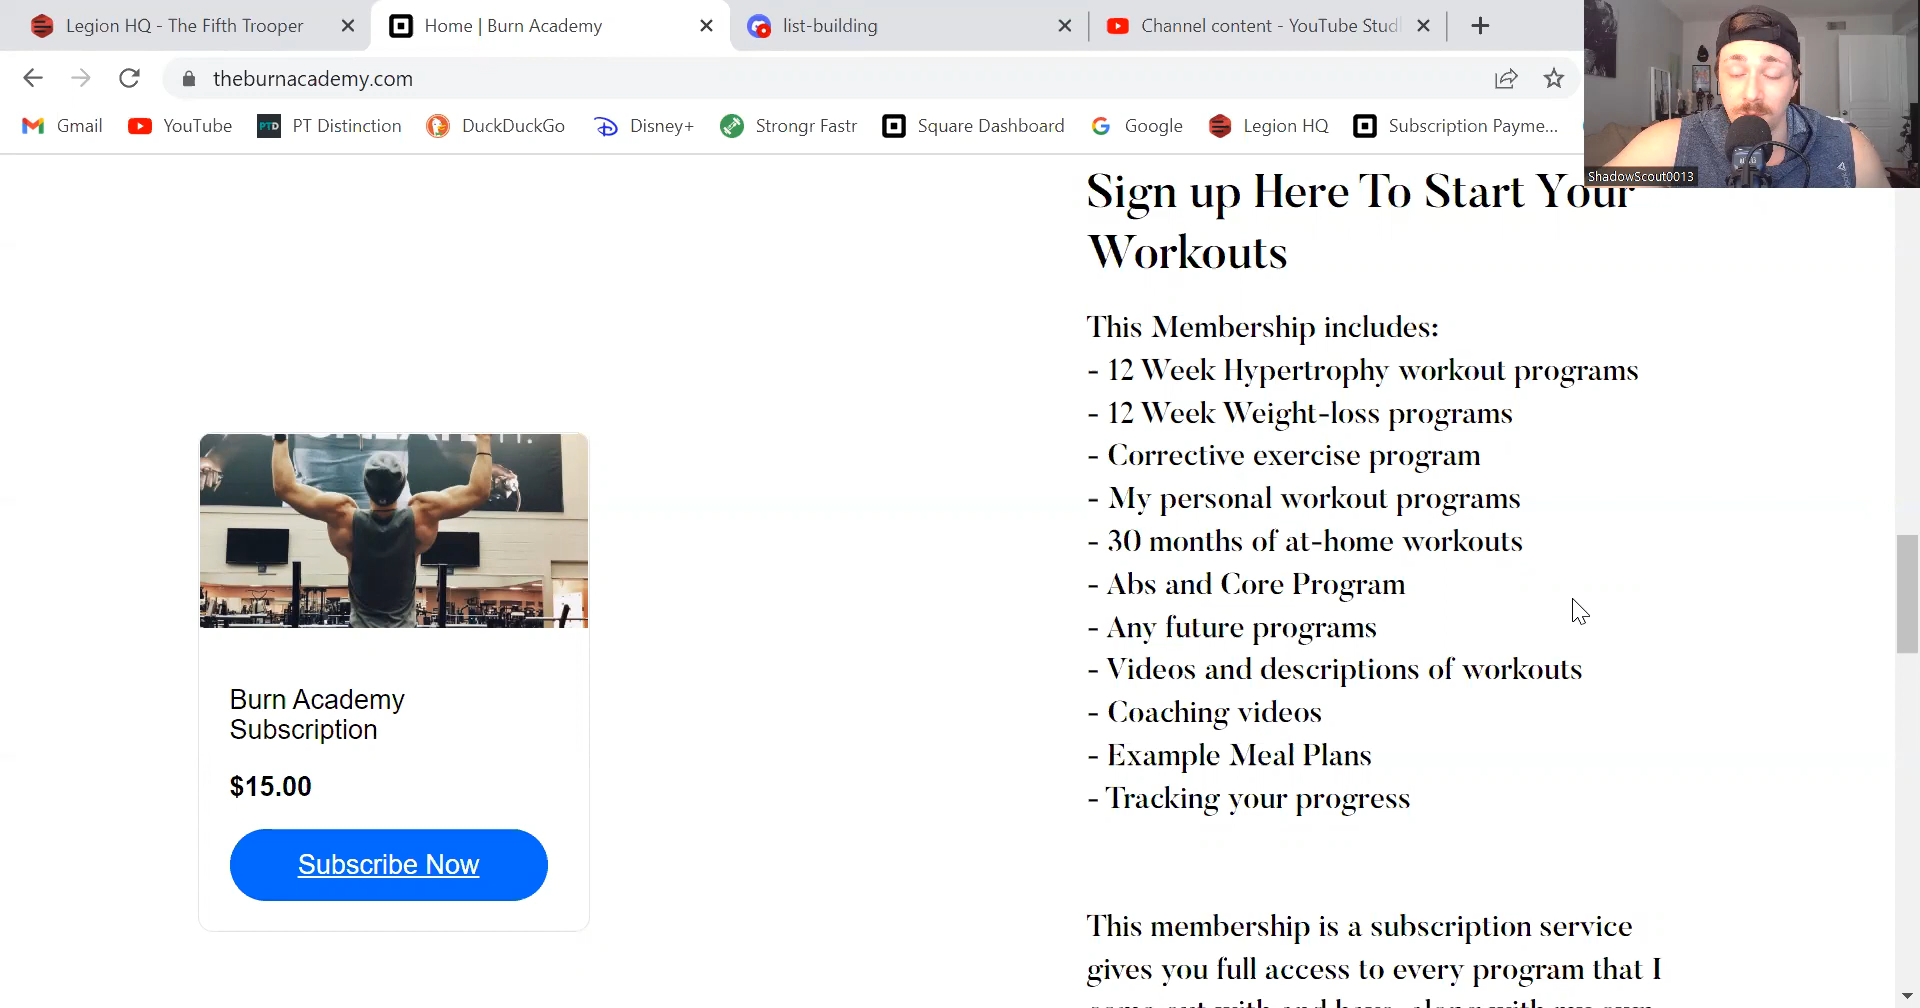 Legion HQ - The Fifth Trooper
Home | Burn Academy
list-building
Channel content - YouTube Stud
theburnacademy.com
Gmail
YouTube
PTD
PT Distinction
DuckDuckGo
Disney+
Strongr Fastr
Square Dashboard
Google
Legion HQ
Subscription Payme...
ShadowScout0013
Sign up Here To Start Your
Workouts
This Membership includes:
- 12 Week Hypertrophy workout programs
- 12 Week Weight-loss programs
- Corrective exercise program
- My personal workout programs
- 30 months of at-home workouts
- Abs and Core Program
- Any future programs
- Videos and descriptions of workouts
- Coaching videos
- Example Meal Plans
- Tracking your progress
Burn Academy
Subscription
$15.00
Subscribe Now
This membership is a subscription service
gives you full access to every program that I